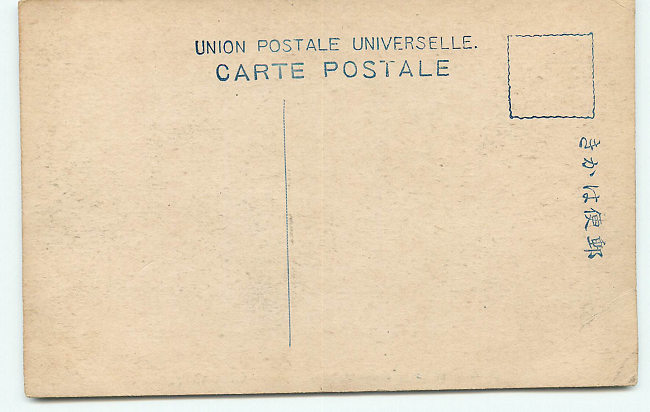 UNION POSTALE UNIVERSELLE.
CARTE POSTALE
きかは便郵